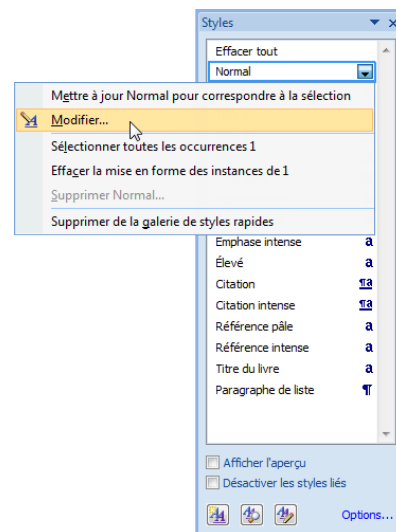 Styles
Effacer tout
Normal
Mettre à jour Normal pour correspondre à la sélection
Modifier...
Sélectionner toutes les occurrences 1
Effacer la mise en forme des instances de 1
Supprimer Normal...
Supprimer de la galerie de styles rapides
Emphase intense a
Élevé a
Citation ¶a
Citation intense ¶a
Référence pâle a
Référence intense a
Titre du livre a
Paragraphe de liste ¶
Afficher l'aperçu
Désactiver les styles liés
Options...